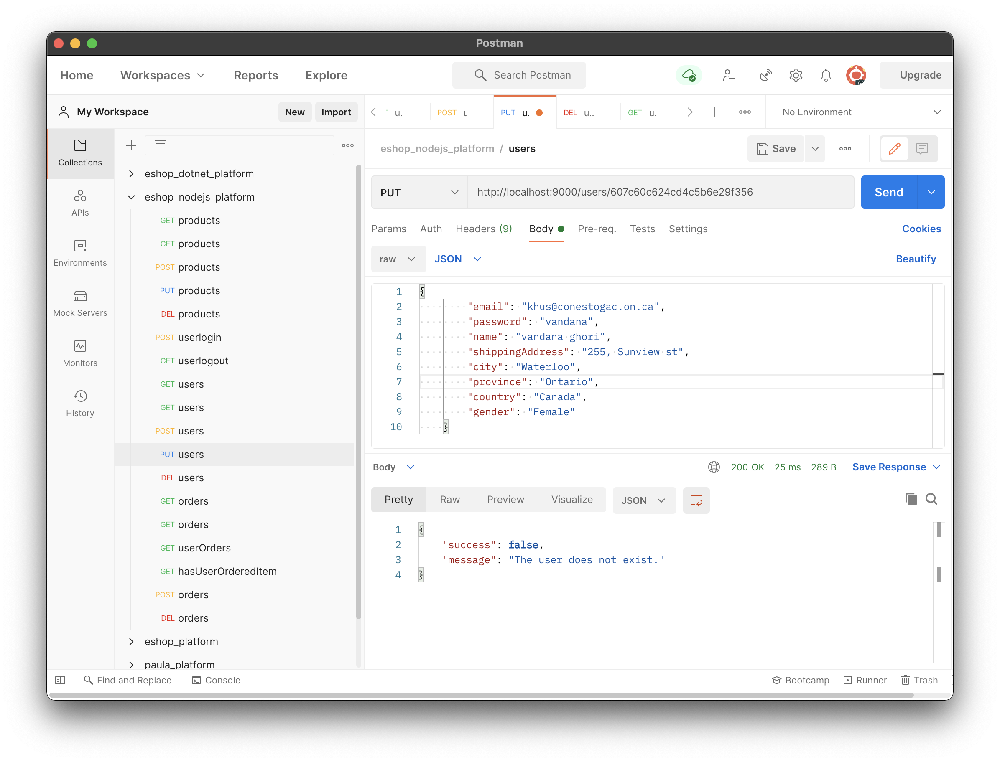 Postman
Home Workspaces Reports Explore Search Postman Upgrade
My Workspace New Import
u. POST PUT u. DEL u.. GET u. No Environment
Collections
APIs
Environments
Mock Servers
Monitors
History
eshop_dotnet_platform
eshop_nodejs_platform
GET products
GET products
POST products
PUT products
DEL products
POST userlogin
GET userlogout
GET users
GET users
POST users
PUT users
DEL users
GET orders
GET orders
GET userOrders
GET hasUserOrderedItem
POST orders
DEL orders
eshop_platform
paula_platform
eshop_nodejs_platform / users Save
PUT http://localhost:9000/users/607c60c624cd4c5b6e29f356 Send
Params Auth Headers (9) Body Pre-req. Tests Settings Cookies
raw JSON Beautify
1 {
2 "email": "khus@conestogac.on.ca",
3 "password": "vandana",
4 "name": "vandana ghori",
5 "shippingAddress": "255, Sunview st",
6 "city": "Waterloo",
7 "province": "Ontario",
8 "country": "Canada",
9 "gender": "Female"
10 }
Body 200 OK 25 ms 289 B Save Response
Pretty Raw Preview Visualize JSON
1 {
2 "success": false,
3 "message": "The user does not exist."
4 }
Find and Replace Console Bootcamp Runner Trash